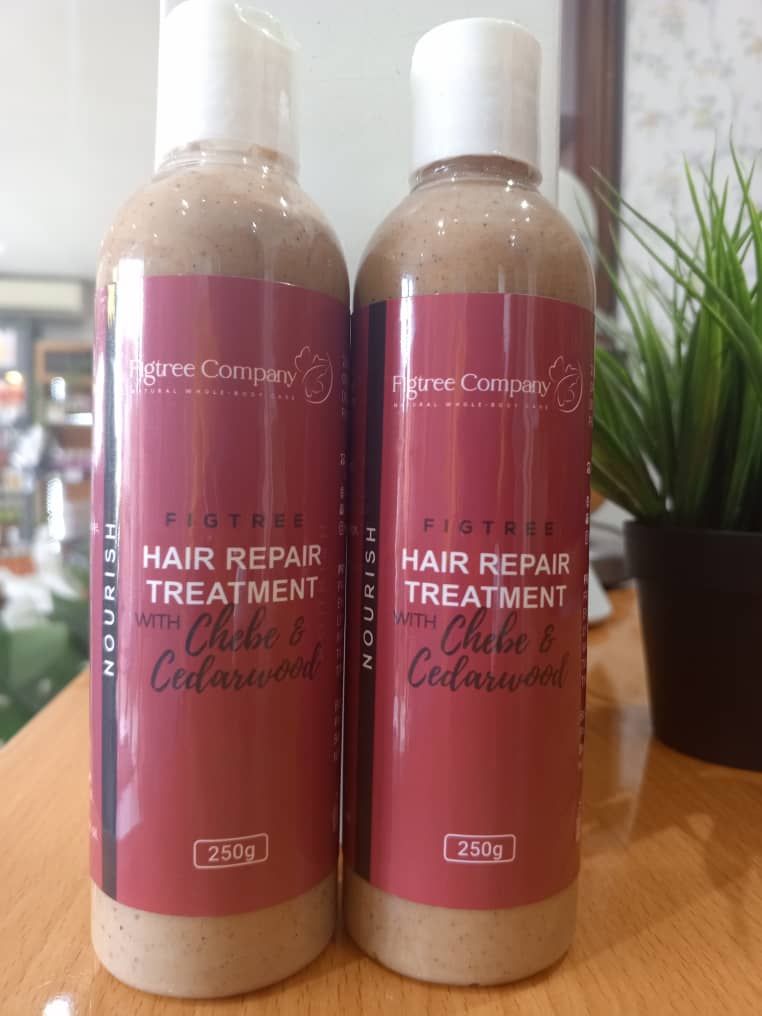 Figtree Company
NATURAL WHOLE-BODY CARE
FIGTREE
HAIR REPAIR
TREATMENT
WITH Chebe &
Cedarwood
NOURISH
250g
Figtree Company
NATURAL WHOLE-BODY CARE
FIGTREE
HAIR REPAIR
TREATMENT
WITH Chebe &
Cedarwood
NOURISH
250g